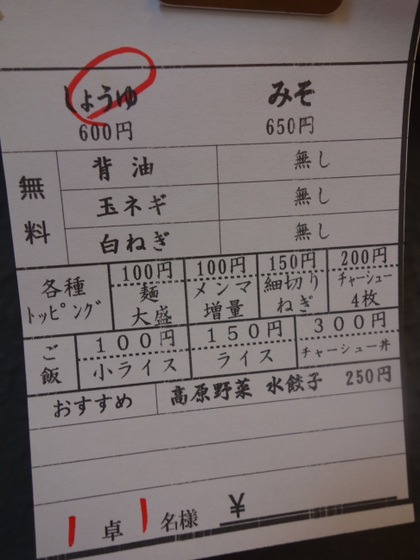 しょうゆ みそ
600円 650円
無料
背油 無し
玉ネギ 無し
白ねぎ 無し
各種トッピング
100円 100円 150円 200円
麺大盛 メンマ増量 細切りねぎ チャーシュー4枚
ご飯
100円 150円 300円
小ライス ライス チャーシュー丼
おすすめ 高原野菜 水餃子 250円
1卓 1名様 ¥